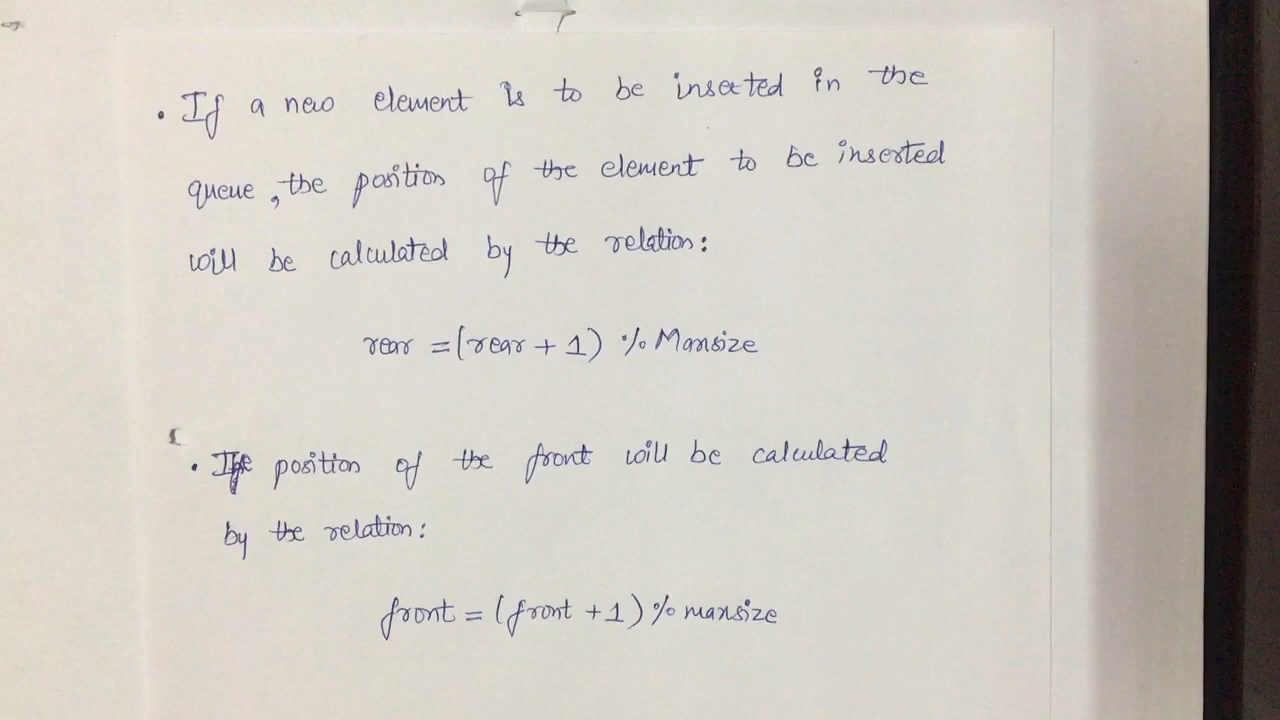 • If a new element is to be inserted in the
queue, the position of the element to be inserted
will be calculated by the relation:
rear = (rear + 1) % Maxsize
• The position of the front will be calculated
by the relation:
front = (front + 1) % maxsize